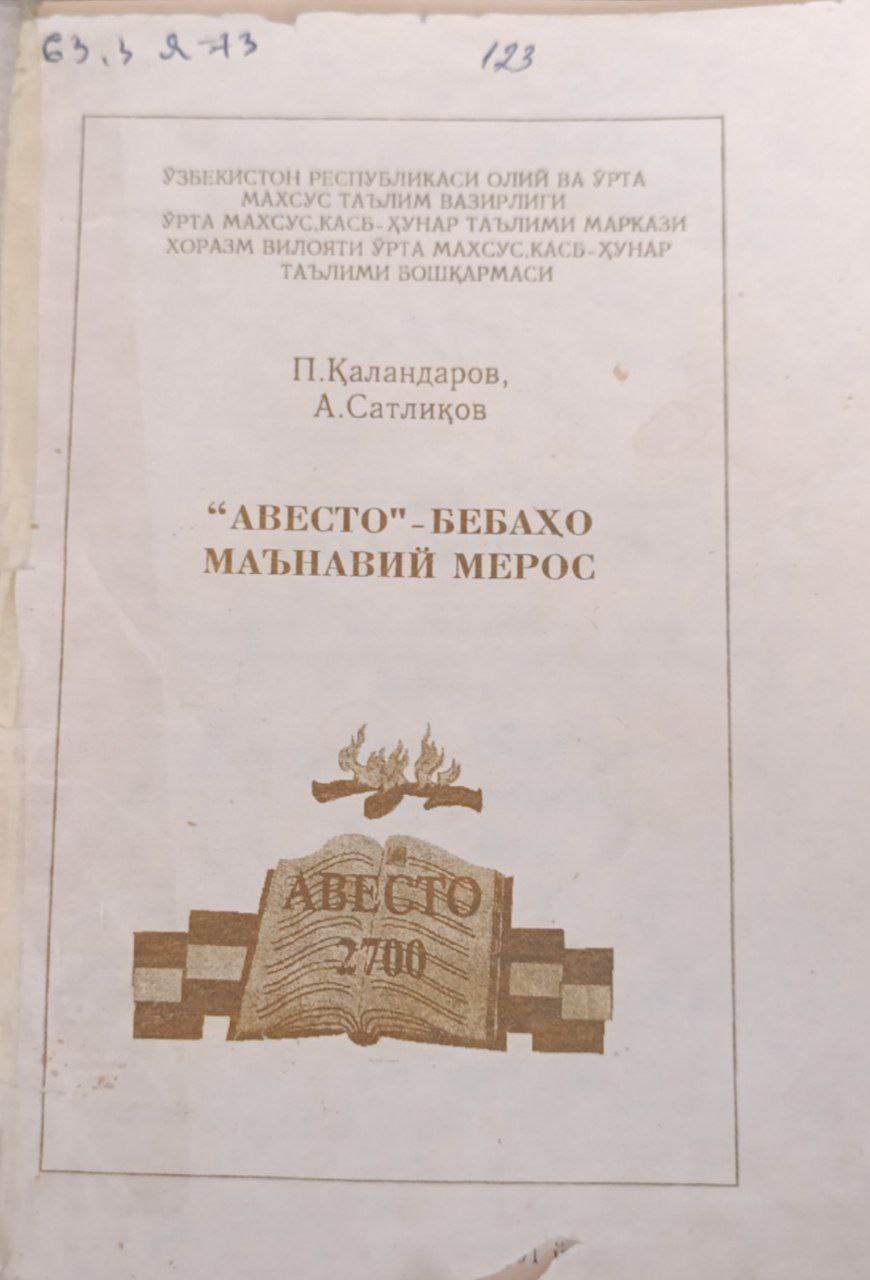 63.3 Я-73
123
ЎЗБЕКИСТОН РЕСПУБЛИКАСИ ОЛИЙ ВА ЎРТА
МАХСУС ТАЪЛИМ ВАЗИРЛИГИ
ЎРТА МАХСУС,КАСБ-ҲУНАР ТАЪЛИМИ МАРКАЗИ
ХОРАЗМ ВИЛОЯТИ ЎРТА МАХСУС,КАСБ-ҲУНАР
ТАЪЛИМИ БОШҚАРМАСИ
П.Қаландаров,
А.Сатлиқов
“АВЕСТО"-БЕБАҲО
МАЪНАВИЙ МЕРОС
АВЕСТО
2700